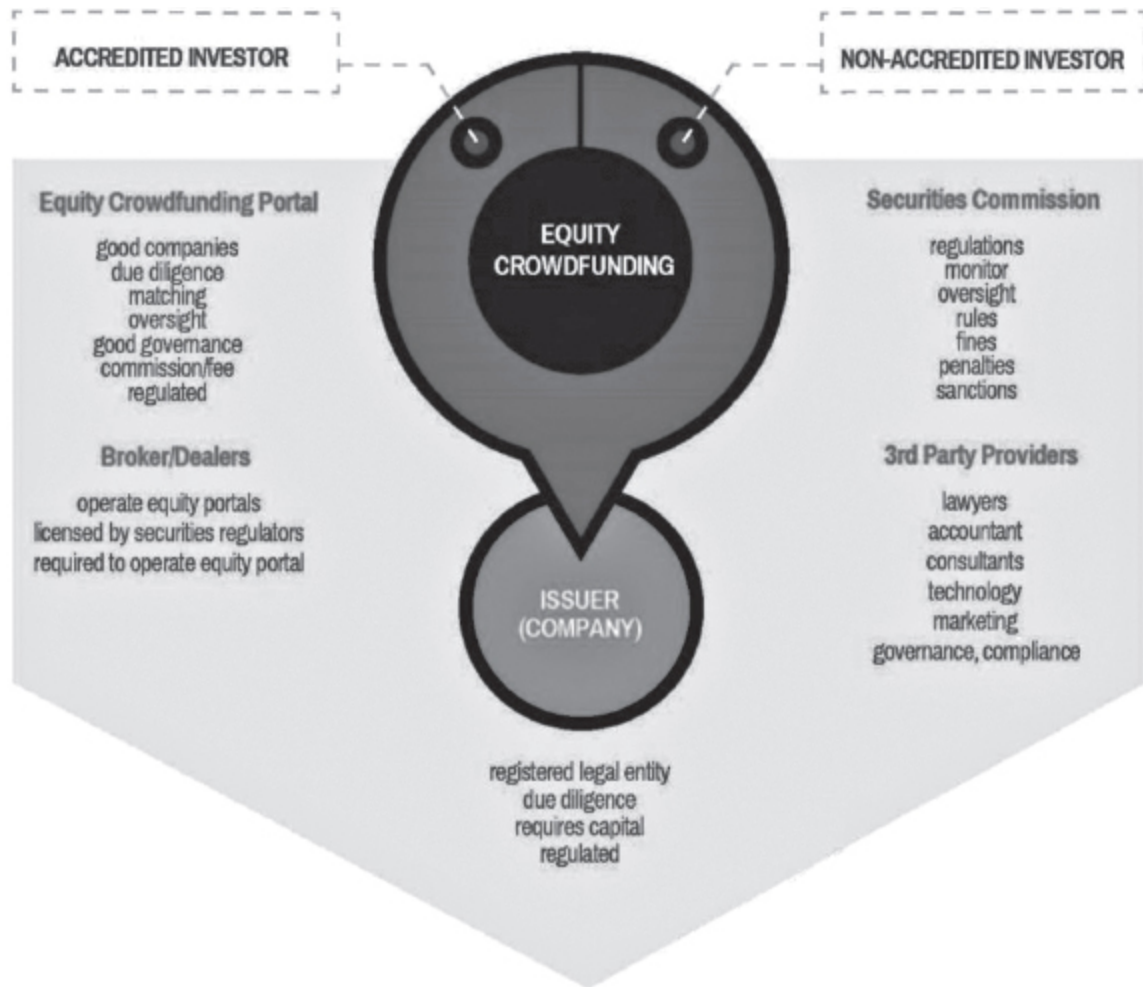 ACCREDITED INVESTOR
NON-ACCREDITED INVESTOR
EQUITY
CROWDFUNDING
Equity Crowdfunding Portal
good companies
due diligence
matching
oversight
good governance
commission/fee
regulated
Broker/Dealers
operate equity portals
licensed by securities regulators
required to operate equity portal
Securities Commission
regulations
monitor
oversight
rules
fines
penalties
sanctions
3rd Party Providers
lawyers
accountant
consultants
technology
marketing
governance, compliance
ISSUER
(COMPANY)
registered legal entity
due diligence
requires capital
regulated